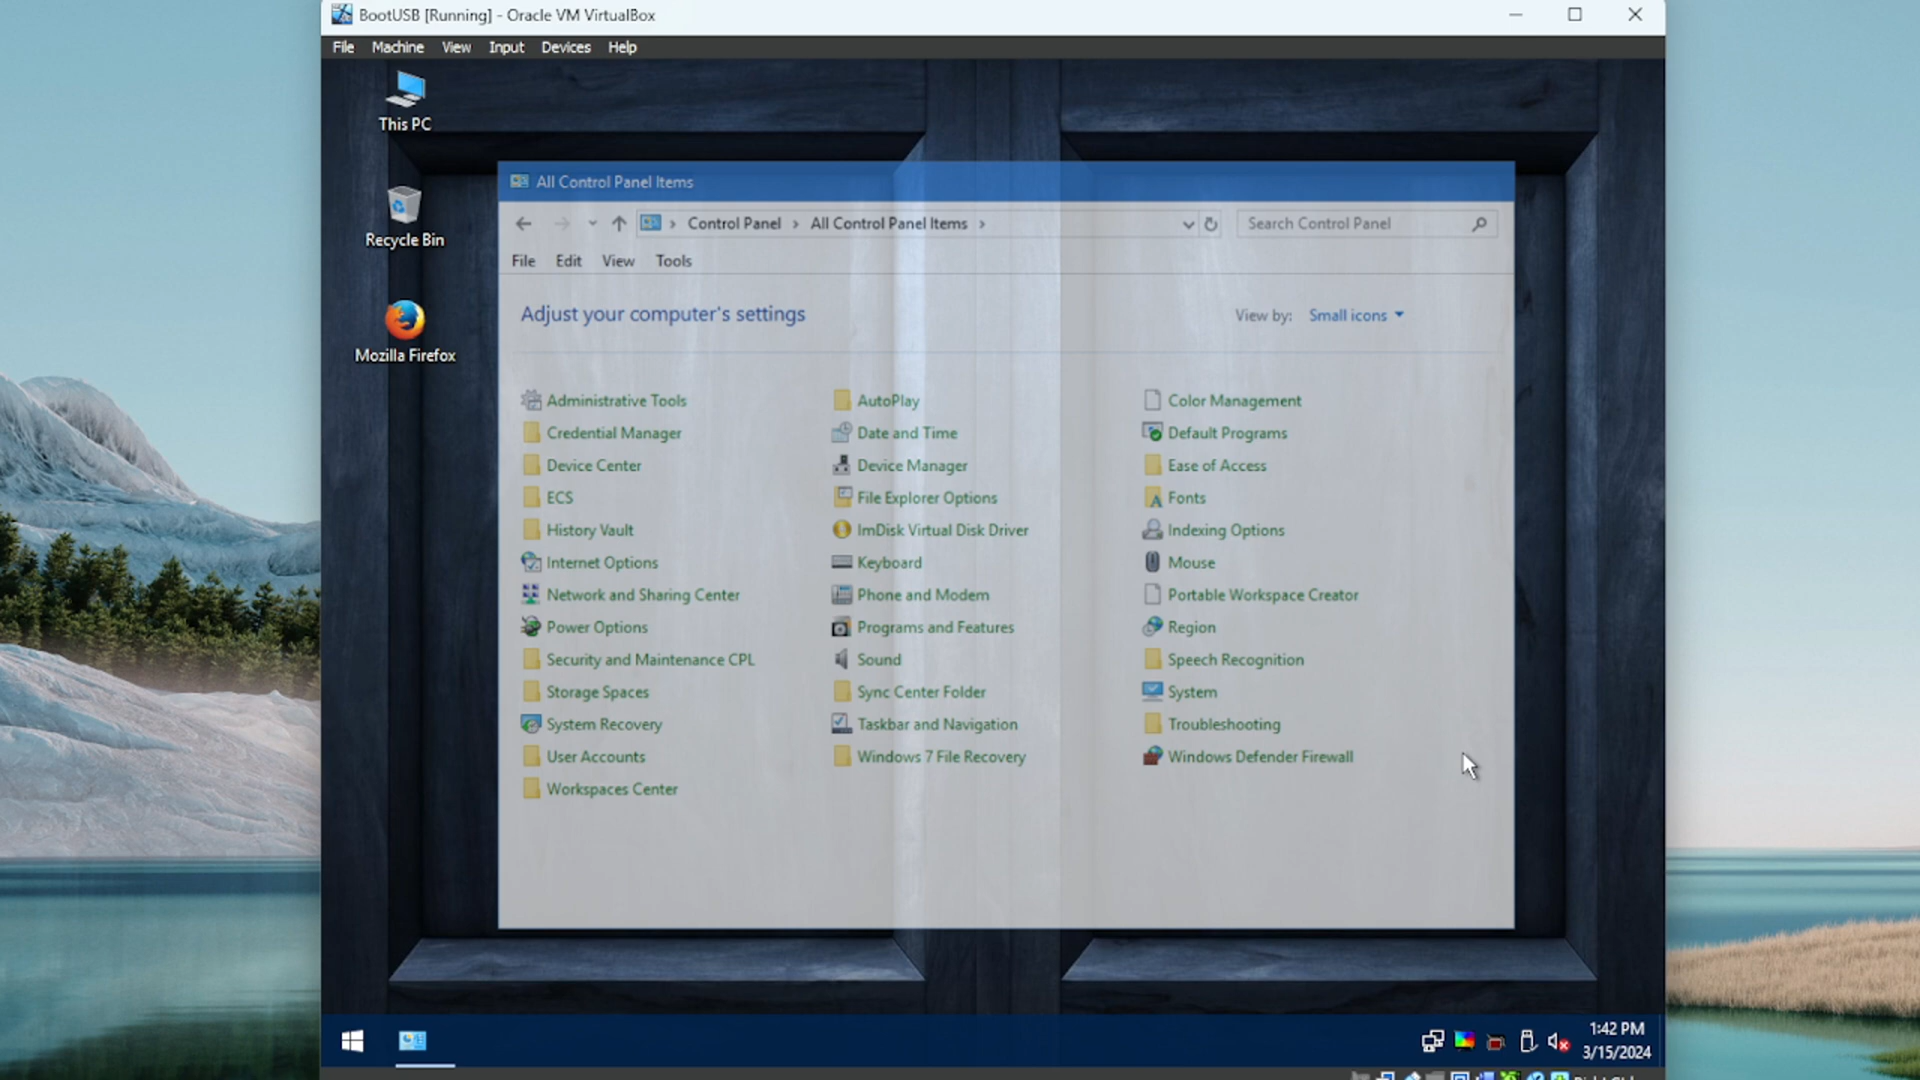 BootUSB [Running] - Oracle VM VirtualBox
File Machine View Input Devices Help
This PC
Recycle Bin
Mozilla Firefox
All Control Panel Items
Control Panel All Control Panel Items
Search Control Panel
File Edit View Tools
Adjust your computer's settings
View by: Small icons
Administrative Tools AutoPlay Color Management
Credential Manager Date and Time Default Programs
Device Center Device Manager Ease of Access
ECS File Explorer Options Fonts
History Vault ImDisk Virtual Disk Driver Indexing Options
Internet Options Keyboard Mouse
Network and Sharing Center Phone and Modem Portable Workspace Creator
Power Options Programs and Features Region
Security and Maintenance CPL Sound Speech Recognition
Storage Spaces Sync Center Folder System
System Recovery Taskbar and Navigation Troubleshooting
User Accounts Windows 7 File Recovery Windows Defender Firewall
Workspaces Center
1:42 PM
3/15/2024